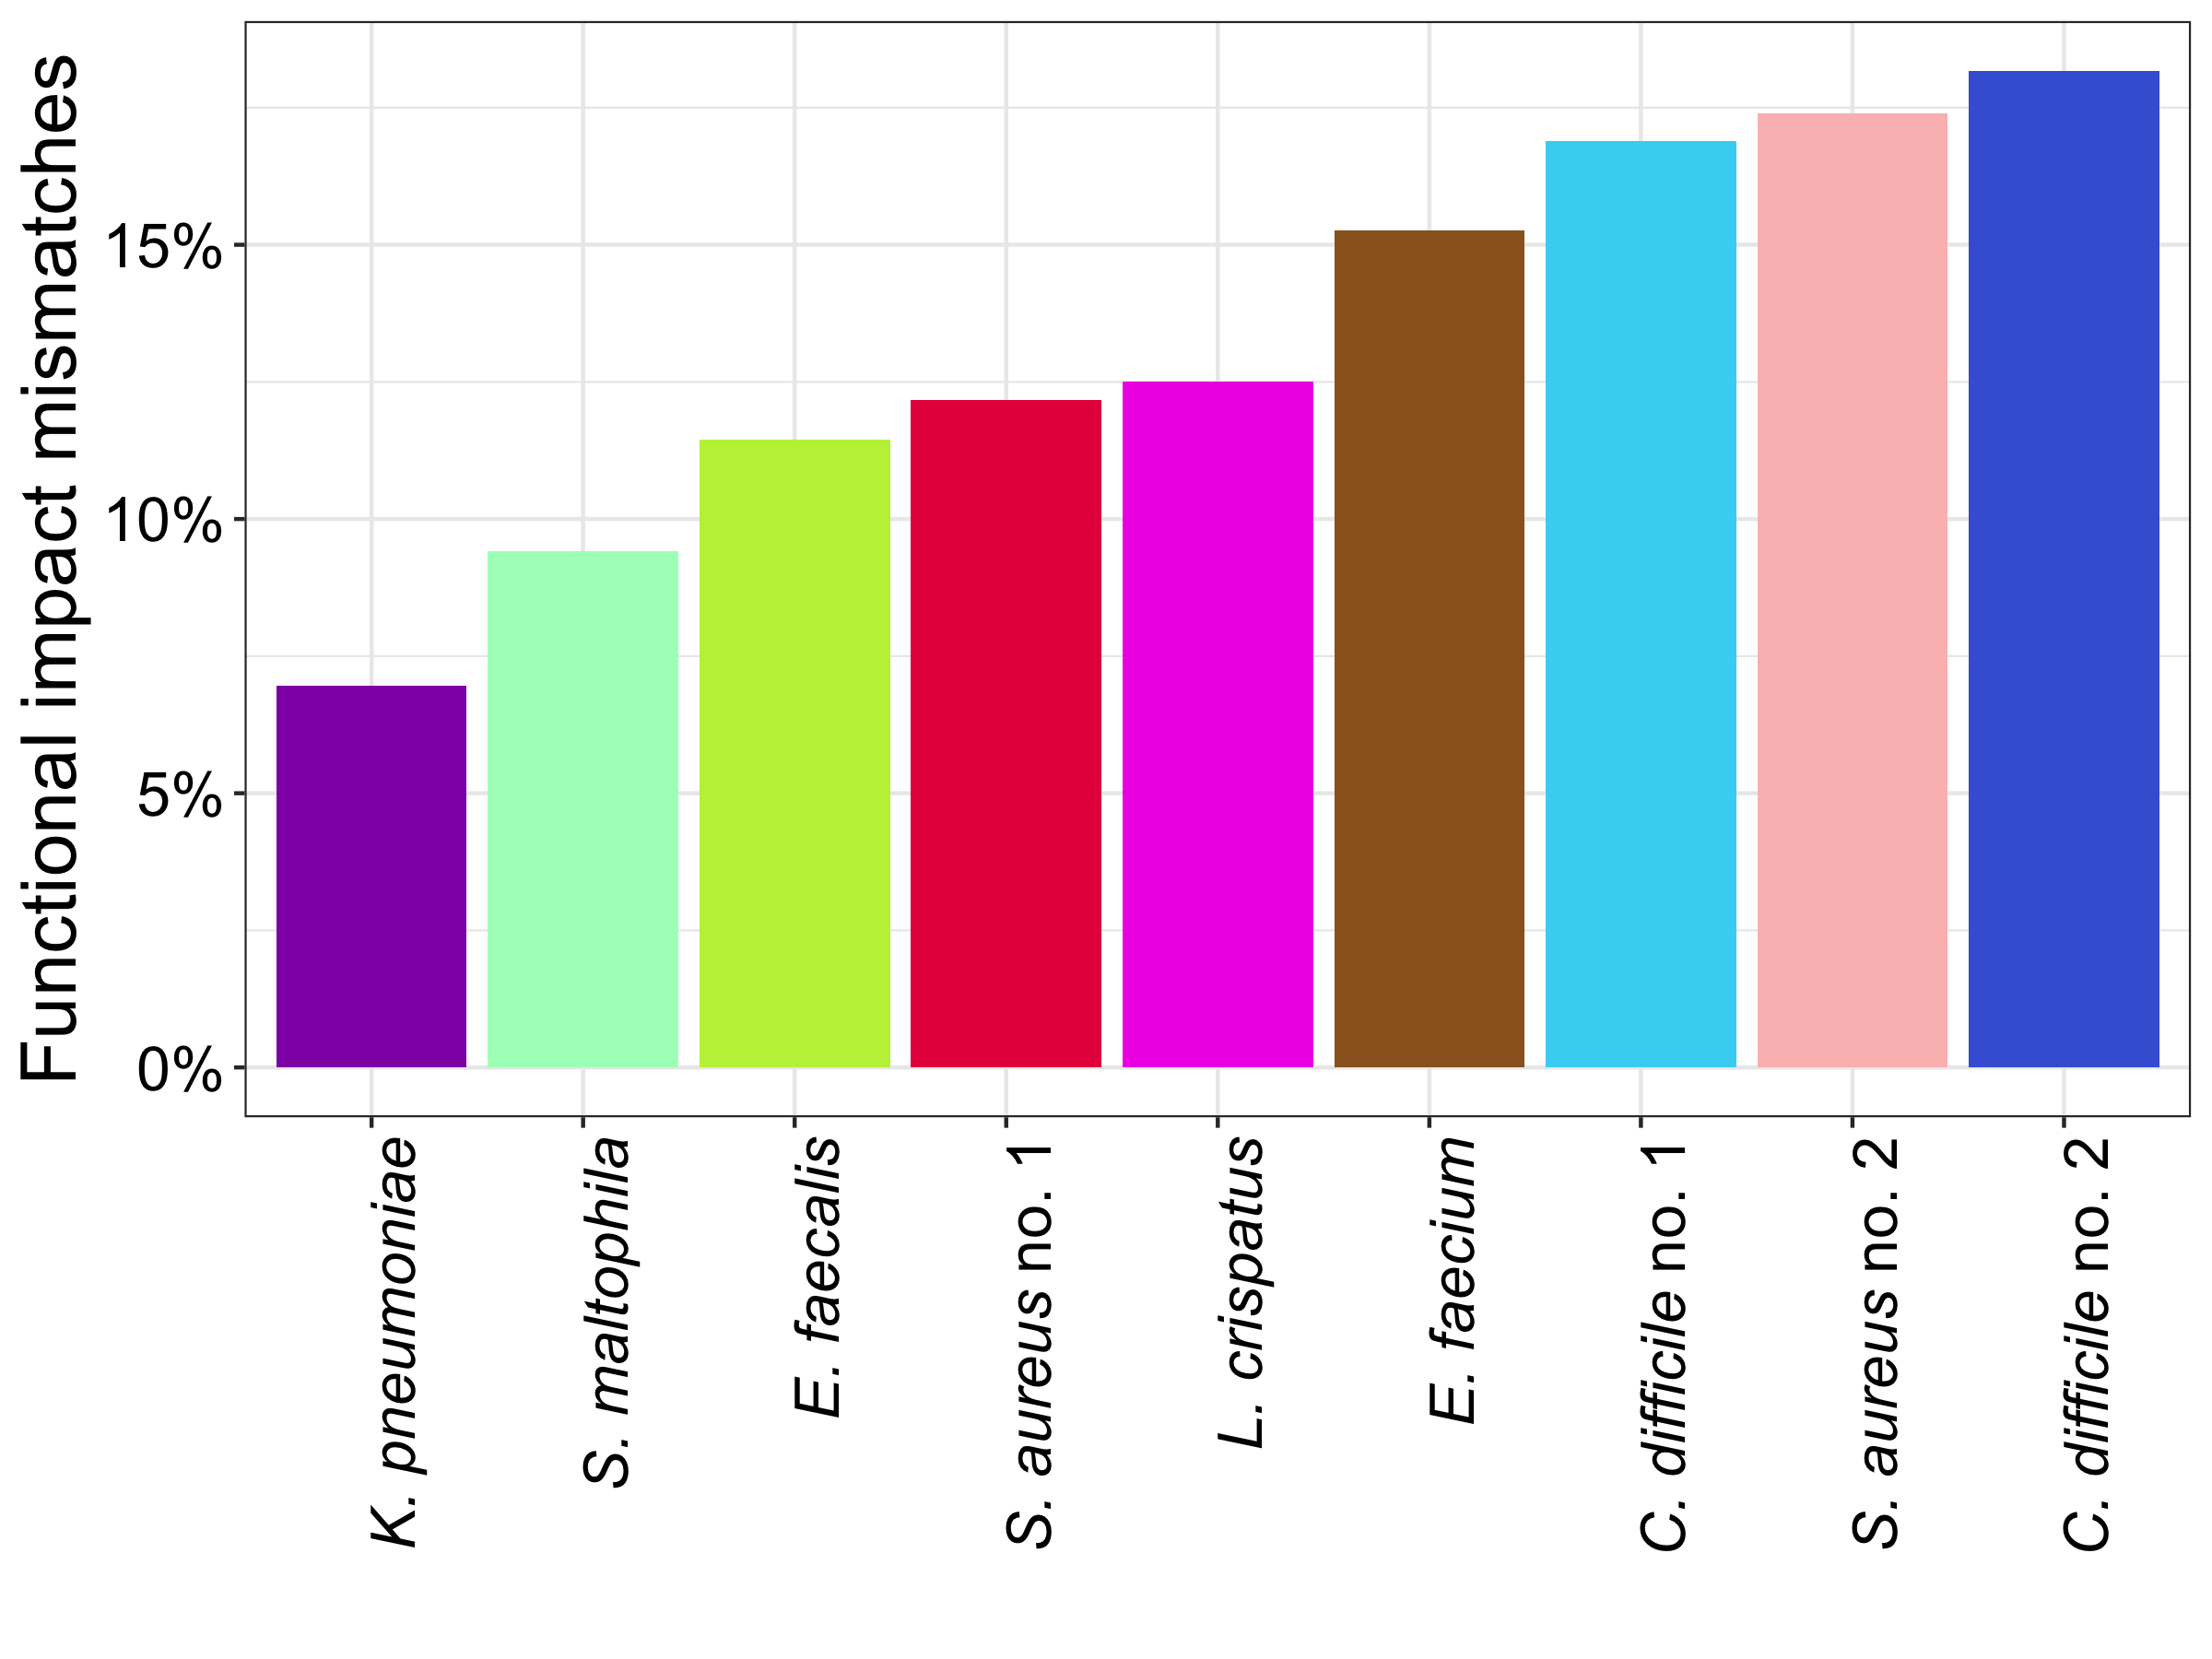 Functional impact mismatches
15%
10%
5%
0%
K. pneumoniae
S. maltophila
E. faecalis
S. aureus no. 1
L. crispatus
E. faecium
C. difficile no. 1
S. aureus no. 2
C. difficile no. 2